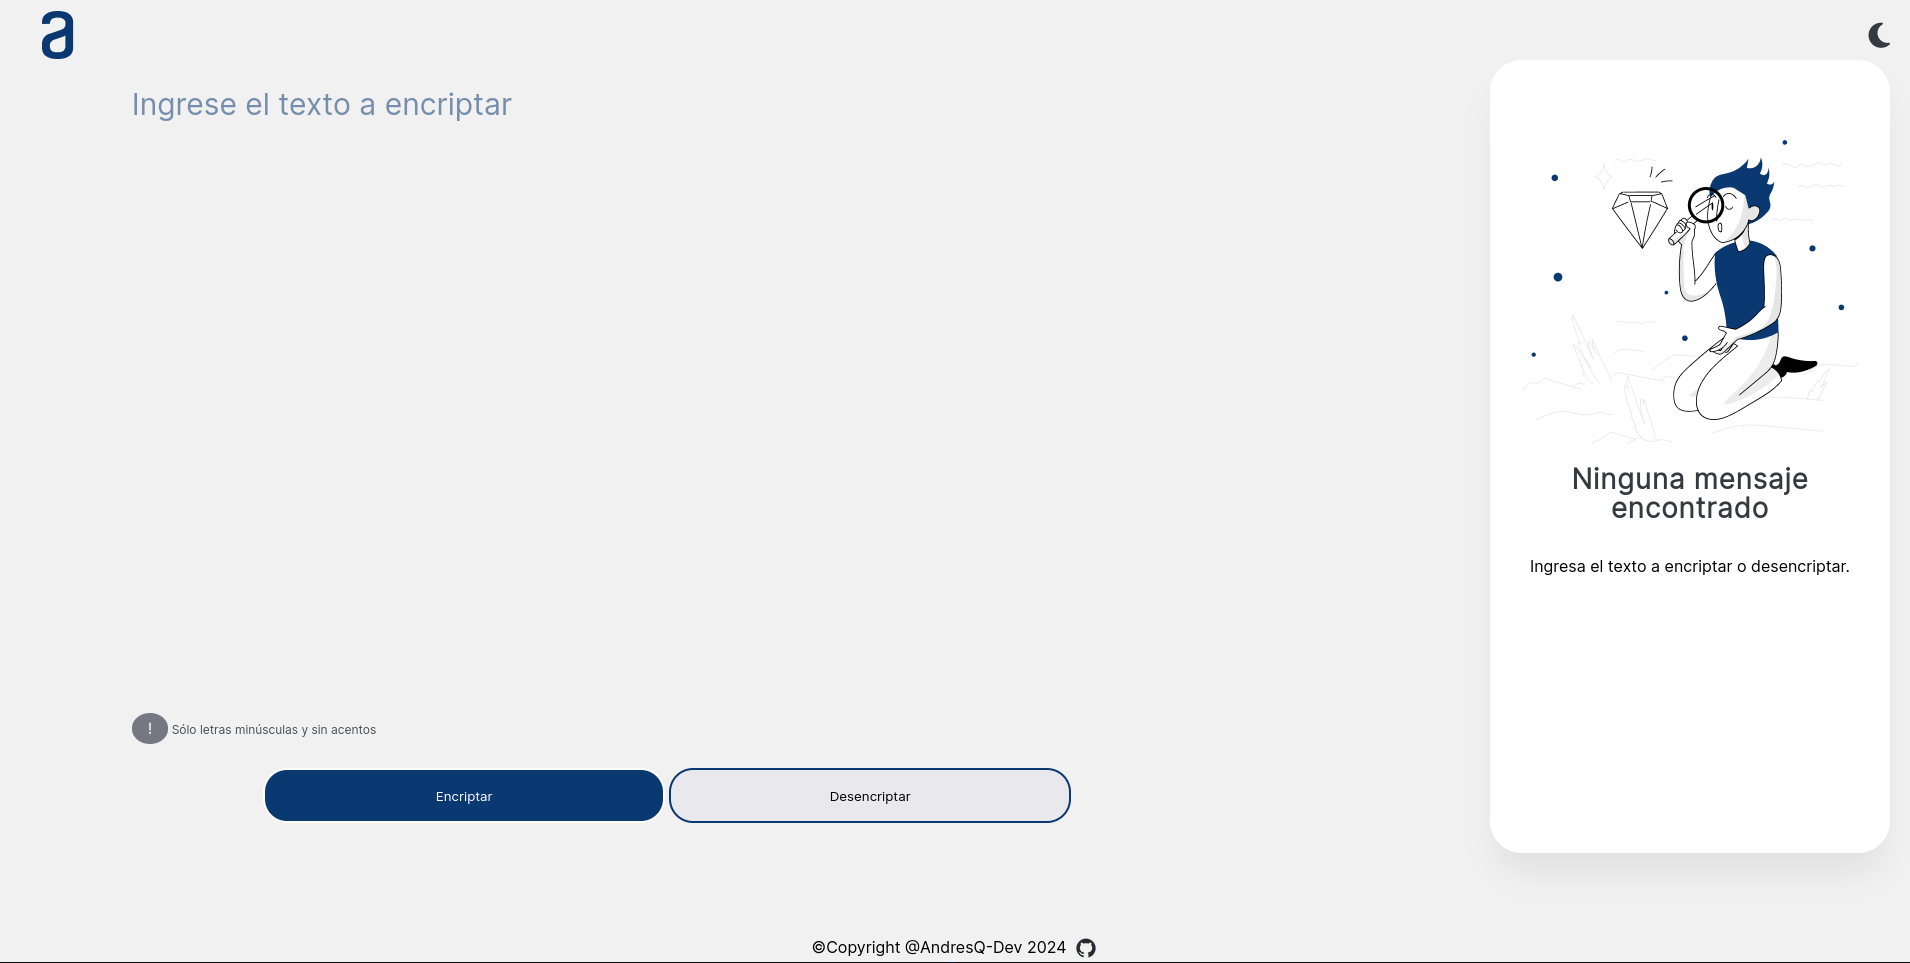 a
Ingrese el texto a encriptar
Ninguna mensaje
encontrado
Ingresa el texto a encriptar o desencriptar.
! Sólo letras minúsculas y sin acentos
Encriptar
Desencriptar
©Copyright @AndresQ-Dev 2024